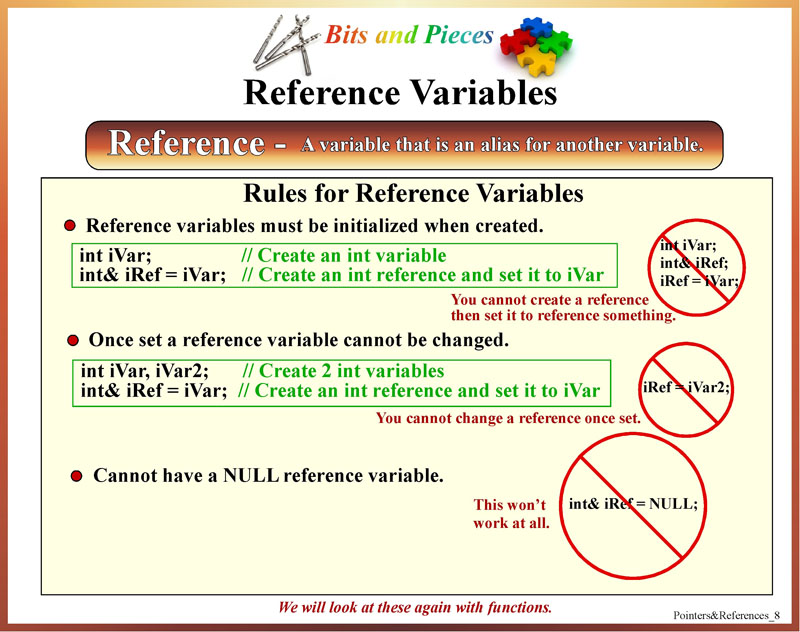 Bits and Pieces
Reference Variables
Reference - A variable that is an alias for another variable.
Rules for Reference Variables
Reference variables must be initialized when created.
int iVar; // Create an int variable
int& iRef = iVar; // Create an int reference and set it to iVar
int iVar;
int& iRef;
iRef = iVar;
You cannot create a reference
then set it to reference something.
Once set a reference variable cannot be changed.
int iVar, iVar2; // Create 2 int variables
int& iRef = iVar; // Create an int reference and set it to iVar
iRef = iVar2;
You cannot change a reference once set.
Cannot have a NULL reference variable.
This won’t
work at all.
int& iRef = NULL;
We will look at these again with functions.
Pointers&References_8